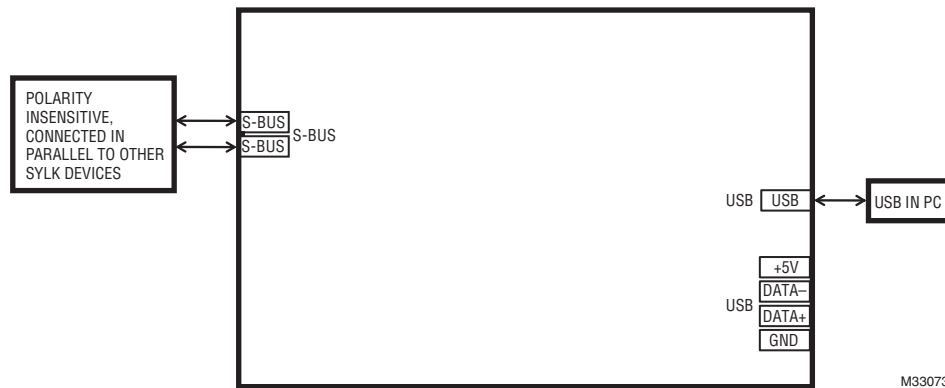 POLARITY
INSENSITIVE,
CONNECTED IN
PARALLEL TO OTHER
SYLK DEVICES
S-BUS
S-BUS
S-BUS
USB USB
USB IN PC
+5V
DATA–
USB
DATA+
GND
M33073